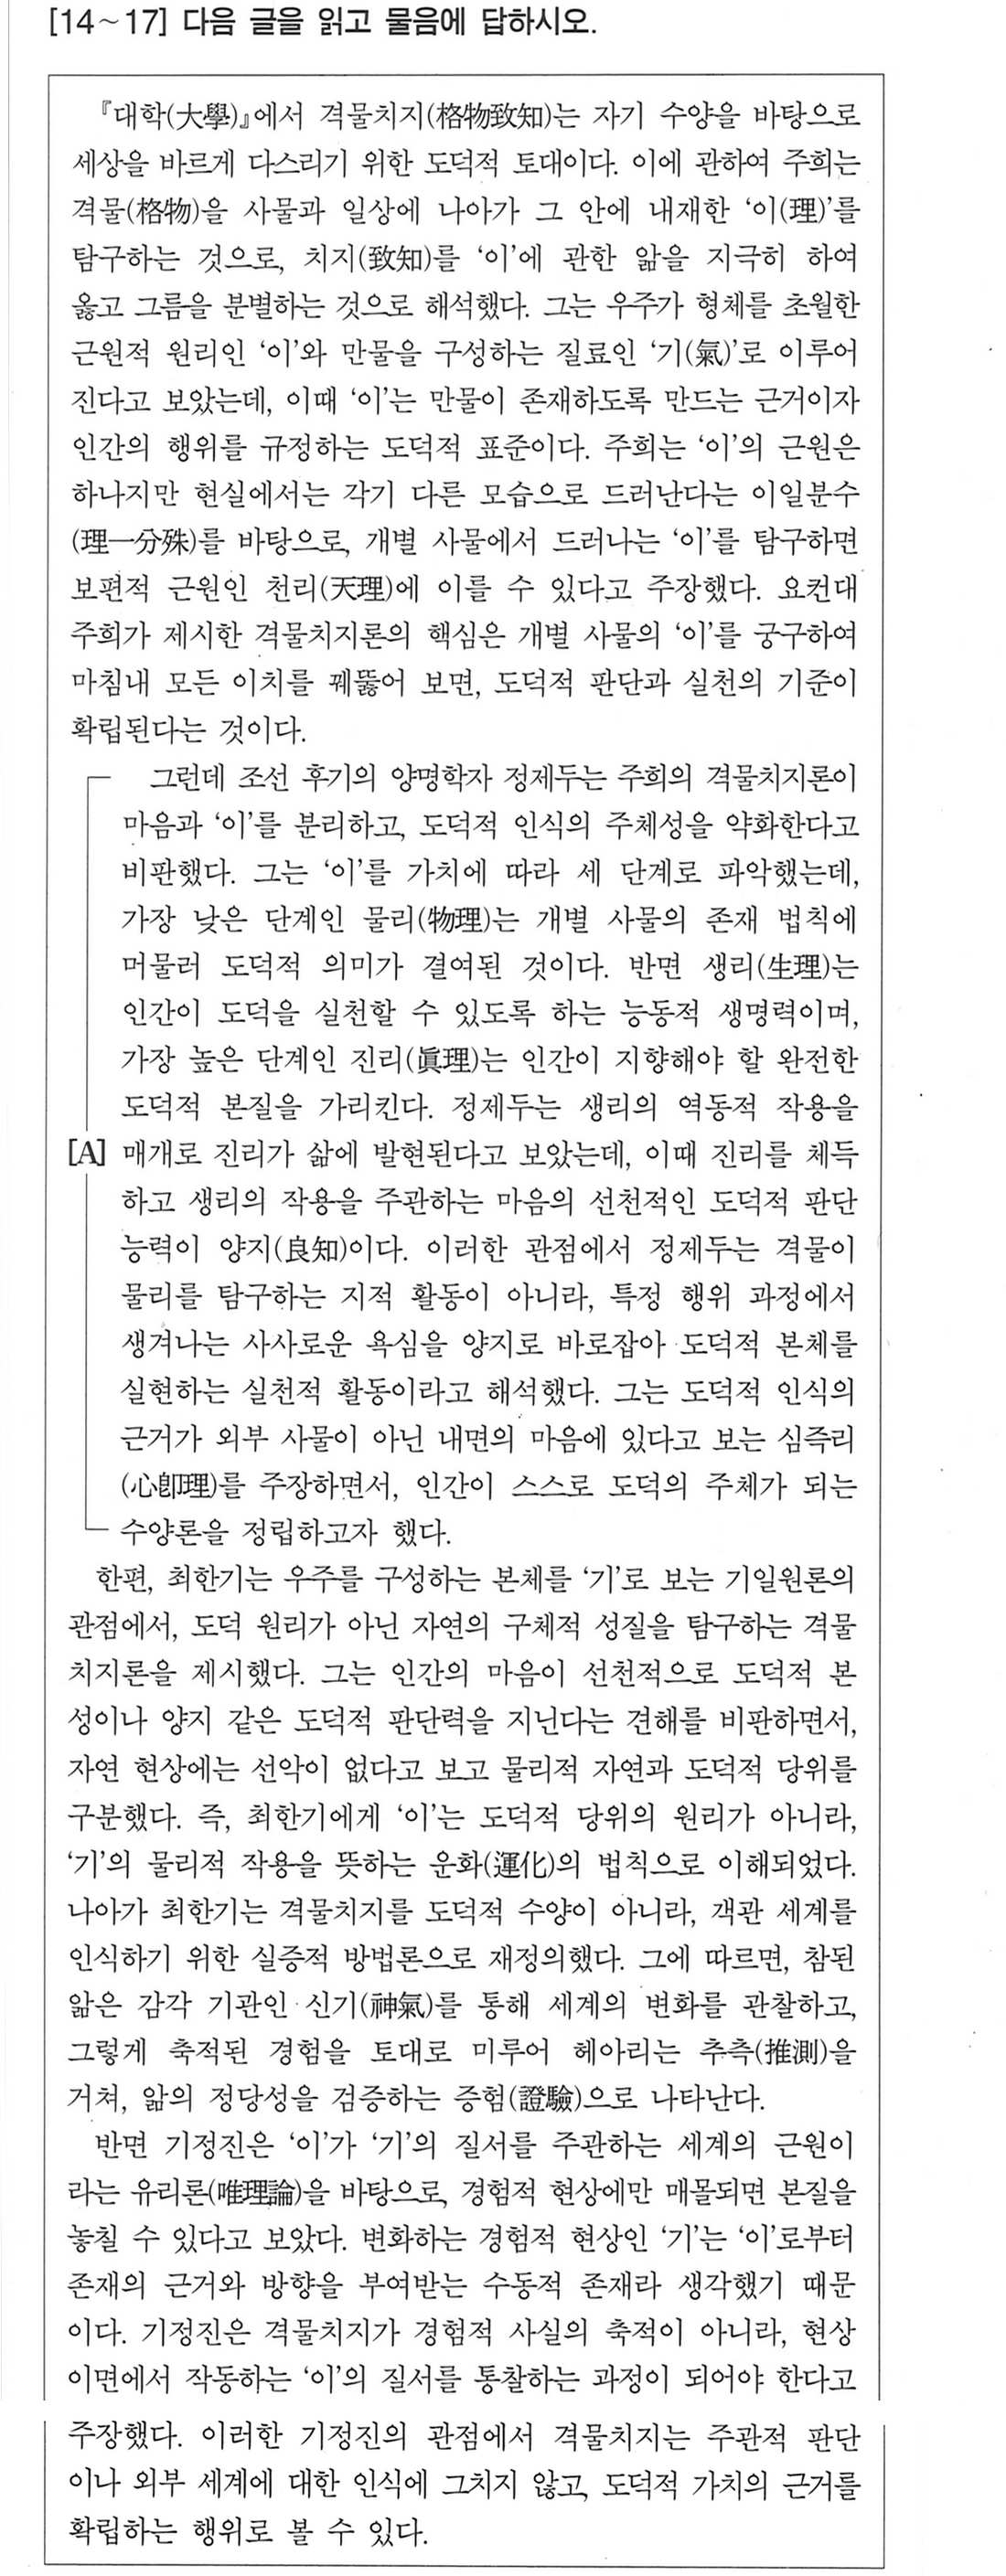 [14~17] 다음 글을 읽고 물음에 답하시오.
『대학(大學)』에서 격물치지(格物致知)는 자기 수양을 바탕으로
세상을 바르게 다스리기 위한 도덕적 토대이다. 이에 관하여 주희는
격물(格物)을 사물과 일상에 나아가 그 안에 내재한 ‘이(理)’를
탐구하는 것으로, 치지(致知)를 ‘이’에 관한 앎을 지극히 하여
옳고 그름을 분별하는 것으로 해석했다. 그는 우주가 형체를 초월한
근원적 원리인 ‘이’와 만물을 구성하는 질료인 ‘기(氣)’로 이루어
진다고 보았는데, 이때 ‘이’는 만물이 존재하도록 만드는 근거이자
인간의 행위를 규정하는 도덕적 표준이다. 주희는 ‘이’의 근원은
하나지만 현실에서는 각기 다른 모습으로 드러난다는 이일분수
(理一分殊)를 바탕으로, 개별 사물에서 드러나는 ‘이’를 탐구하면
보편적 근원인 천리(天理)에 이를 수 있다고 주장했다. 요컨대
주희가 제시한 격물치지론의 핵심은 개별 사물의 ‘이’를 궁구하여
마침내 모든 이치를 꿰뚫어 보면, 도덕적 판단과 실천의 기준이
확립된다는 것이다.
그런데 조선 후기의 양명학자 정제두는 주희의 격물치지론이
마음과 ‘이’를 분리하고, 도덕적 인식의 주체성을 약화한다고
비판했다. 그는 ‘이’를 가치에 따라 세 단계로 파악했는데,
가장 낮은 단계인 물리(物理)는 개별 사물의 존재 법칙에
머물러 도덕적 의미가 결여된 것이다. 반면 생리(生理)는
인간이 도덕을 실천할 수 있도록 하는 능동적 생명력이며,
가장 높은 단계인 진리(眞理)는 인간이 지향해야 할 완전한
도덕적 본질을 가리킨다. 정제두는 생리의 역동적 작용을
[A] 매개로 진리가 삶에 발현된다고 보았는데, 이때 진리를 체득
하고 생리의 작용을 주관하는 마음의 선천적인 도덕적 판단
능력이 양지(良知)이다. 이러한 관점에서 정제두는 격물이
물리를 탐구하는 지적 활동이 아니라, 특정 행위 과정에서
생겨나는 사사로운 욕심을 양지로 바로잡아 도덕적 본체를
실현하는 실천적 활동이라고 해석했다. 그는 도덕적 인식의
근거가 외부 사물이 아닌 내면의 마음에 있다고 보는 심즉리
(心卽理)를 주장하면서, 인간이 스스로 도덕의 주체가 되는
수양론을 정립하고자 했다.
한편, 최한기는 우주를 구성하는 본체를 ‘기’로 보는 기일원론의
관점에서, 도덕 원리가 아닌 자연의 구체적 성질을 탐구하는 격물
치지론을 제시했다. 그는 인간의 마음이 선천적으로 도덕적 본
성이나 양지 같은 도덕적 판단력을 지닌다는 견해를 비판하면서,
자연 현상에는 선악이 없다고 보고 물리적 자연과 도덕적 당위를
구분했다. 즉, 최한기에게 ‘이’는 도덕적 당위의 원리가 아니라,
‘기’의 물리적 작용을 뜻하는 운화(運化)의 법칙으로 이해되었다.
나아가 최한기는 격물치지를 도덕적 수양이 아니라, 객관 세계를
인식하기 위한 실증적 방법론으로 재정의했다. 그에 따르면, 참된
앎은 감각 기관인 신기(神氣)를 통해 세계의 변화를 관찰하고,
그렇게 축적된 경험을 토대로 미루어 헤아리는 추측(推測)을
거쳐, 앎의 정당성을 검증하는 증험(證驗)으로 나타난다.
반면 기정진은 ‘이’가 ‘기’의 질서를 주관하는 세계의 근원이
라는 유리론(唯理論)을 바탕으로, 경험적 현상에만 매몰되면 본질을
놓칠 수 있다고 보았다. 변화하는 경험적 현상인 ‘기’는 ‘이’로부터
존재의 근거와 방향을 부여받는 수동적 존재라 생각했기 때문
이다. 기정진은 격물치지가 경험적 사실의 축적이 아니라, 현상
이면에서 작동하는 ‘이’의 질서를 통찰하는 과정이 되어야 한다고
주장했다. 이러한 기정진의 관점에서 격물치지는 주관적 판단
이나 외부 세계에 대한 인식에 그치지 않고, 도덕적 가치의 근거를
확립하는 행위로 볼 수 있다.